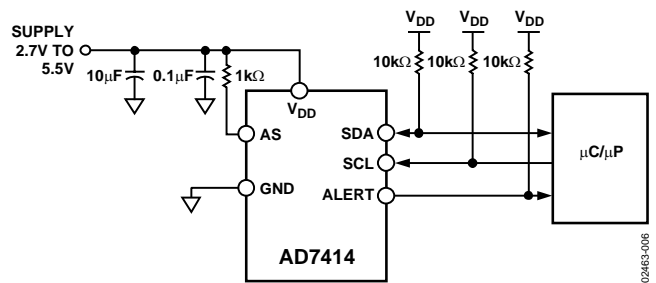 SUPPLY
2.7V TO
5.5V
10μF
0.1μF
1kΩ
VDD
VDD
VDD
VDD
10kΩ
10kΩ
10kΩ
AS
GND
SDA
SCL
ALERT
AD7414
μC/μP
02463-006